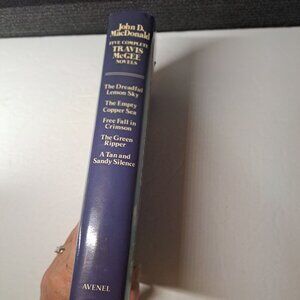 John D.
MacDonald
FIVE COMPLETE
TRAVIS
McGEE
NOVELS
The Dreadful
Lemon Sky
The Empty
Copper Sea
Free Fall in
Crimson
The Green
Ripper
A Tan and
Sandy Silence
AVENEL